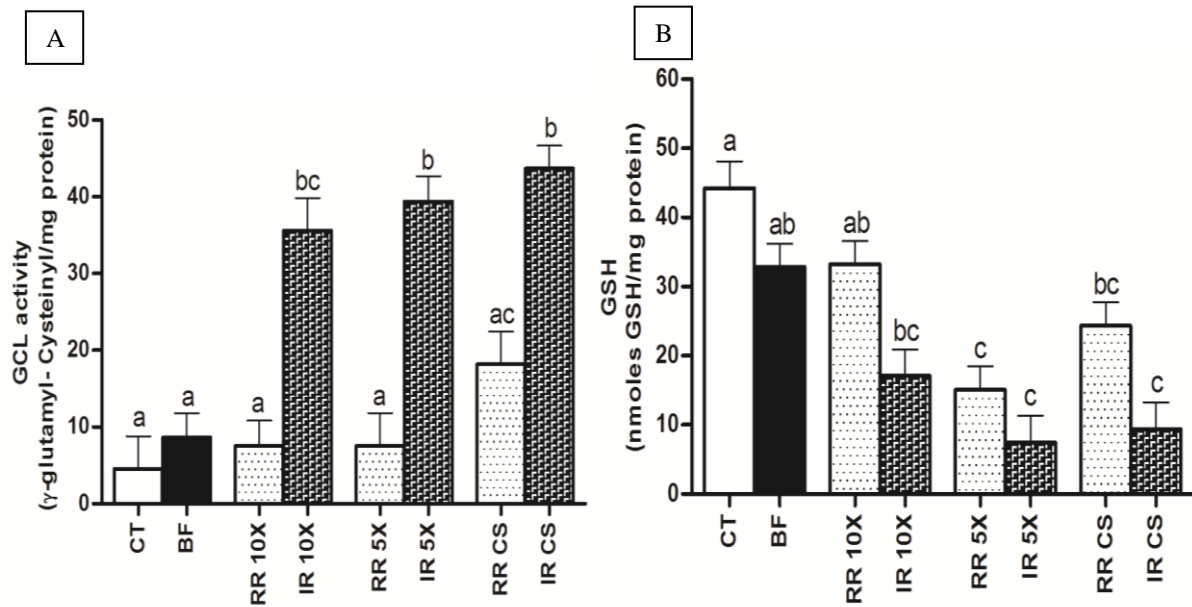 A
GCL activity
(γ-glutamyl- Cysteinyl/mg protein)
50
40
30
20
10
0
a
a
a
bc
a
b
ac
b
CT
BF
RR 10X
IR 10X
RR 5X
IR 5X
RR CS
IR CS
B
GSH
(nmoles GSH/mg protein)
60
50
40
30
20
10
0
a
ab
ab
bc
c
c
bc
c
CT
BF
RR 10X
IR 10X
RR 5X
IR 5X
RR CS
IR CS